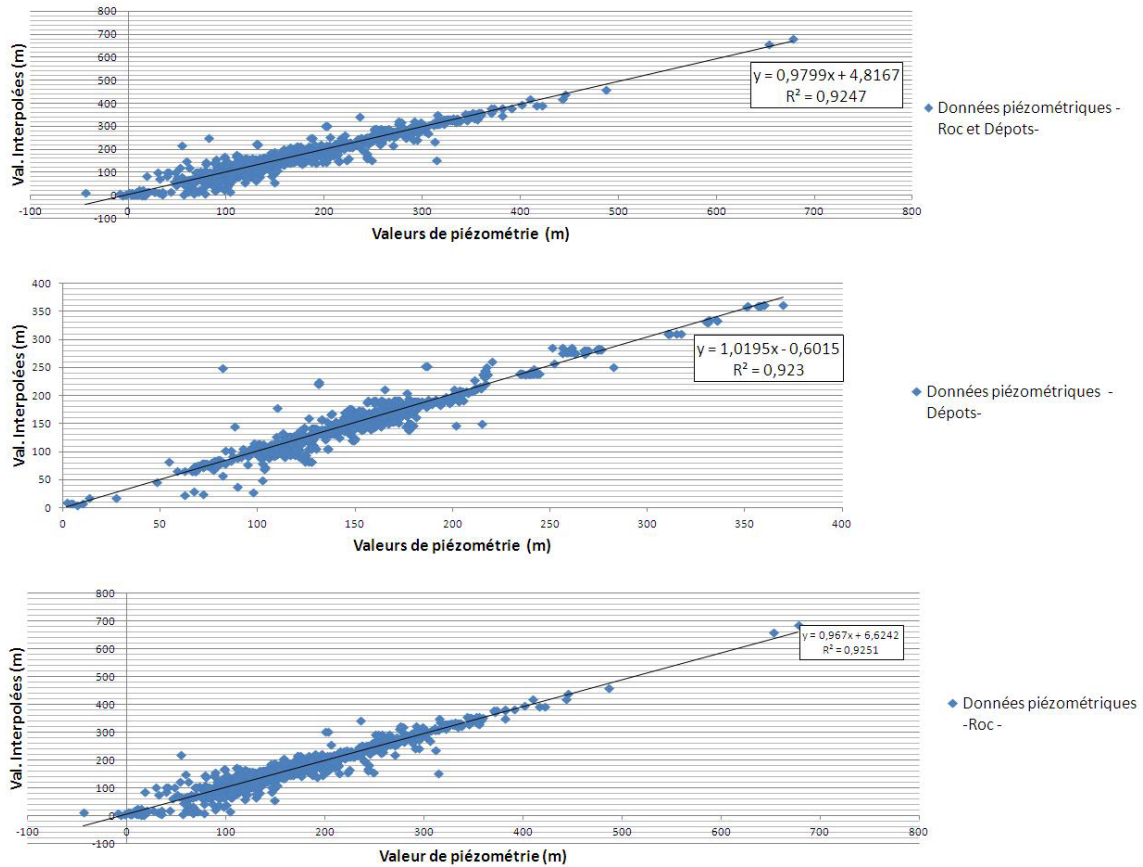 800
700
600
500
400
300
200
100
0
-100
Val. Interpolées (m)
-100 0 100 200 300 400 500 600 700 800
Valeurs de piézométrie (m)
y = 0,9799x + 4,8167
R² = 0,9247
Données piézométriques -
Roc et Dépots-
400
350
300
250
200
150
100
50
0
Val. Interpolées (m)
0 50 100 150 200 250 300 350 400
Valeurs de piézométrie (m)
y = 1,0195x - 0,6015
R² = 0,923
Données piézométriques -
Dépots-
800
700
600
500
400
300
200
100
0
-100
Val. Interpolées (m)
-100 0 100 200 300 400 500 600 700 800
Valeur de piézométrie (m)
y = 0,967x + 6,6242
R² = 0,9251
Données piézométriques
-Roc -